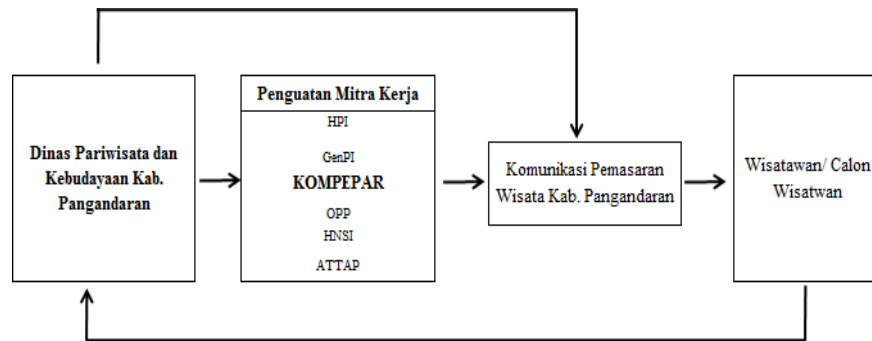 Dinas Pariwisata dan
Kebudayaan Kab.
Pangandaran
Penguatan Mitra Kerja
HPI
GenPI
KOMPEPAR
OPP
HNSI
ATTAP
Komunikasi Pemasaran
Wisata Kab. Pangandaran
Wisatawan/ Calon
Wisatwan